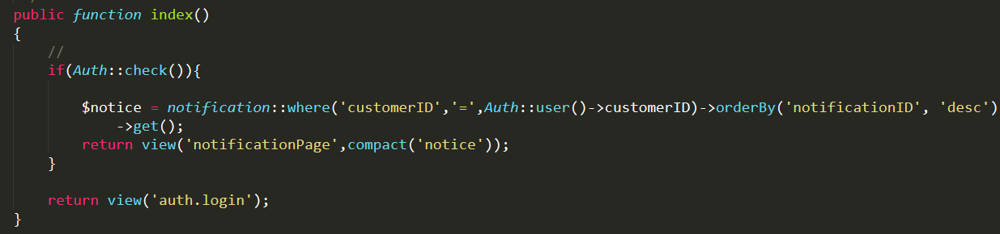 public function index()
{
//
if(Auth::check()){
$notice = notification::where('customerID','=',Auth::user()->customerID)->orderBy('notificationID', 'desc')
->get();
return view('notificationPage',compact('notice'));
}
return view('auth.login');
}